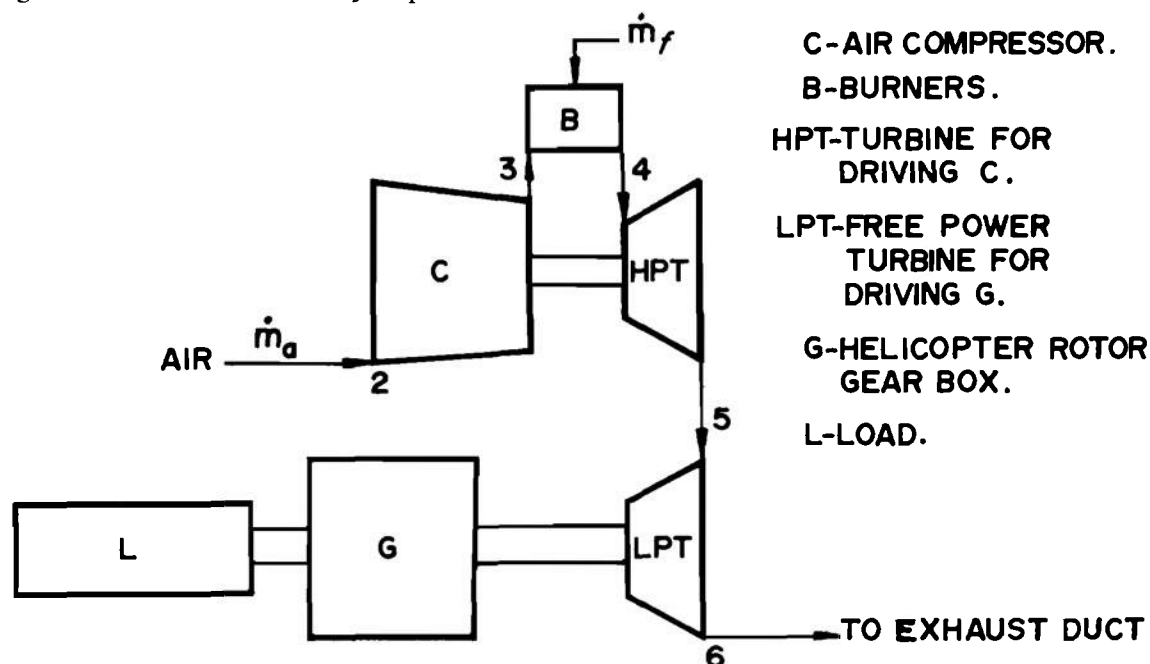 ṁf
B
3
4
C
HPT
AIR ṁa
2
5
L
G
LPT
TO EXHAUST DUCT
6
C-AIR COMPRESSOR.
B-BURNERS.
HPT-TURBINE FOR
DRIVING C.
LPT-FREE POWER
TURBINE FOR
DRIVING G.
G-HELICOPTER ROTOR
GEAR BOX.
L-LOAD.